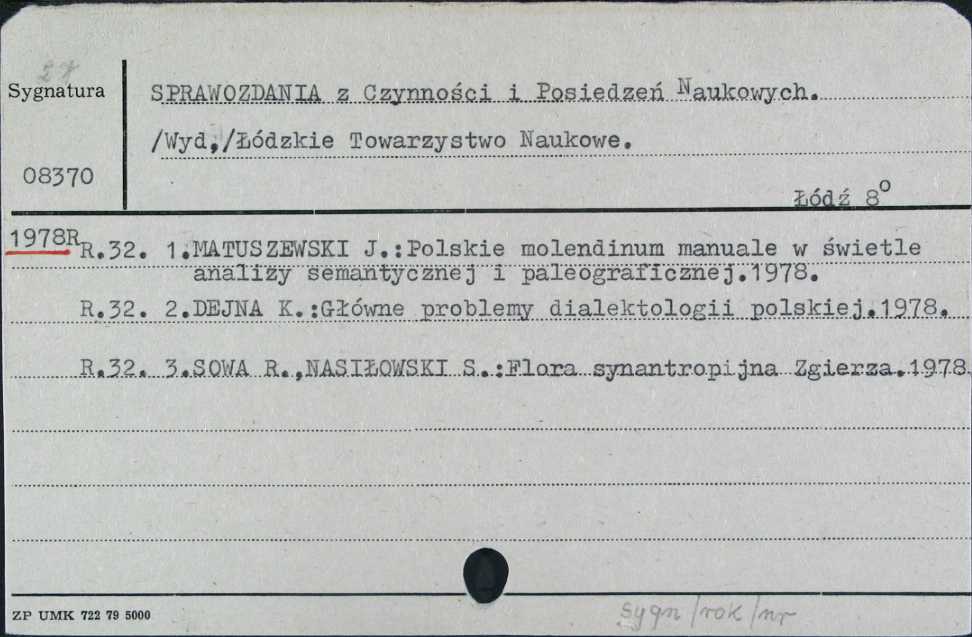 27
Sygnatura
SPRAWOZDANIA z Czynności i Posiedzeń Naukowych.
/Wyd,/Łódzkie Towarzystwo Naukowe.
08370
Łódź 8°
1978R
R.32. 1.MATUSZEWSKI J.:Polskie molendinum manuale w świetle
analizy semantycznej i paleograficznej.1978.
R.32. 2.DEJNA K.:Główne problemy dialektologii polskiej.1978.
R.32. 3.SOWA R.,NASIŁOWSKI S.:Flora synantropijna Zgierza.1978
ZP UMK 722 79 5000
sygn/rok/nr